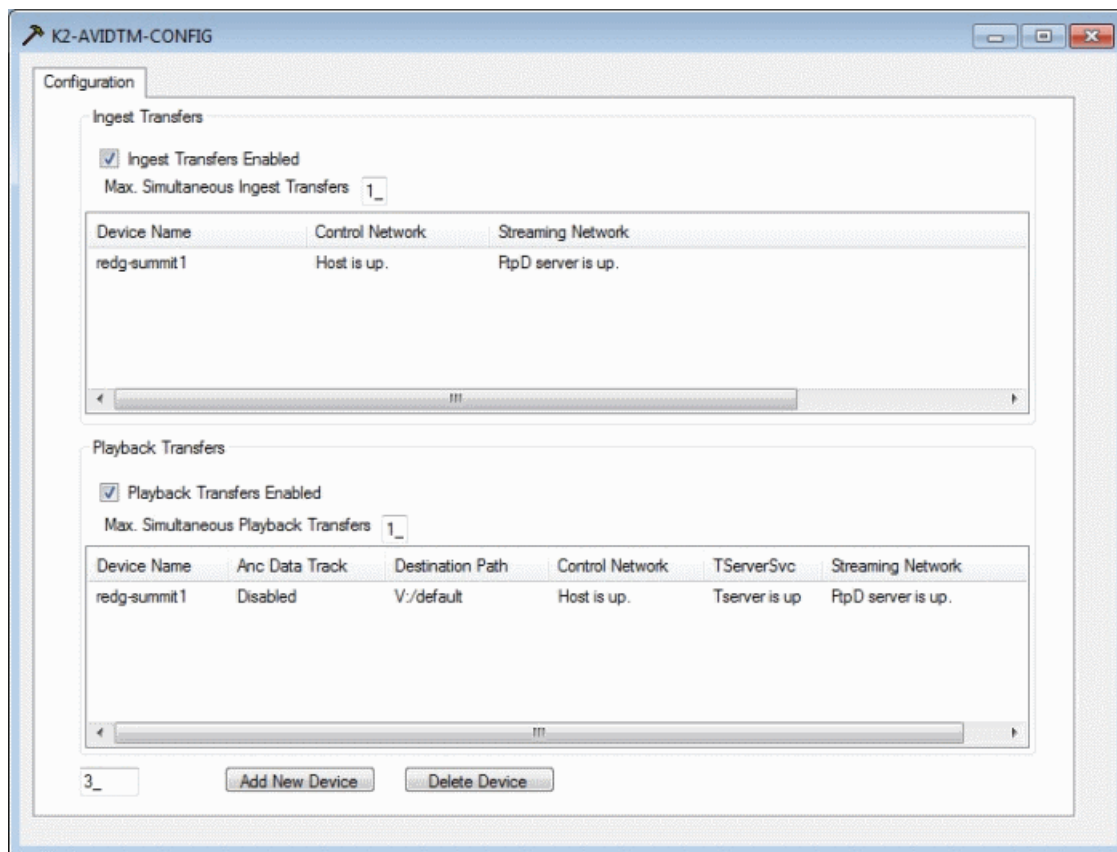 K2-AVIDTM-CONFIG
Configuration
Ingest Transfers
Ingest Transfers Enabled
Max. Simultaneous Ingest Transfers 1_
Device Name Control Network Streaming Network
redg-summit1 Host is up. FtpD server is up.
Playback Transfers
Playback Transfers Enabled
Max. Simultaneous Playback Transfers 1_
Device Name Anc Data Track Destination Path Control Network TServerSvc Streaming Network
redg-summit1 Disabled V:/default Host is up. Tserver is up FtpD server is up.
3_ Add New Device Delete Device